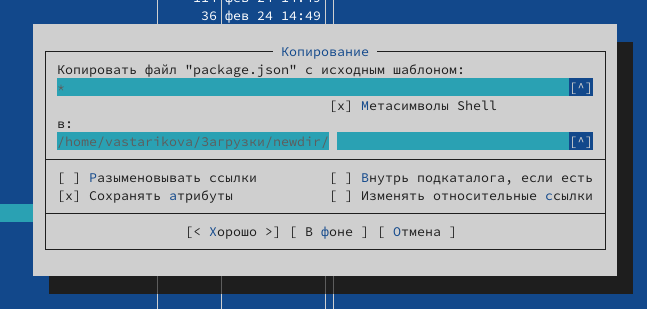 36 фев 24 14:49
Копирование
Копировать файл "package.json" с исходным шаблоном:
* [^]
[x] Метасимволы Shell
в:
/home/vastarikova/Загрузки/newdir/ [^]
[ ] Разыменовывать ссылки [ ] Внутрь подкаталога, если есть
[x] Сохранять атрибуты [ ] Изменять относительные ссылки
[< Хорошо >] [ В фоне ] [ Отмена ]